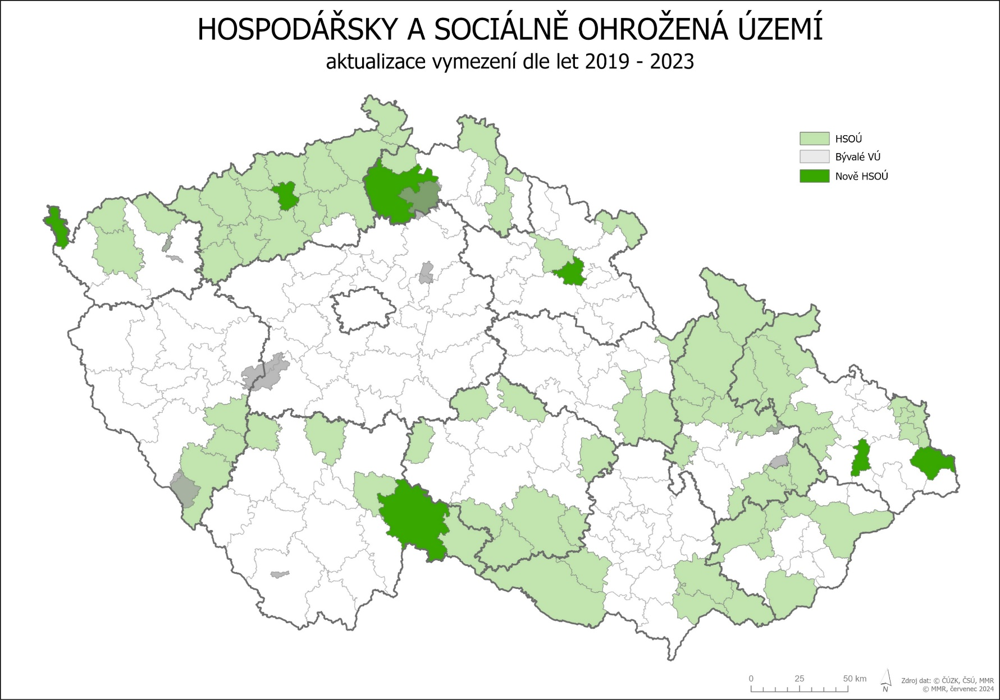 HOSPODÁŘSKY A SOCIÁLNĚ OHROŽENÁ ÚZEMÍ
aktualizace vymezení dle let 2019 - 2023
HSOÚ
Bývalé VÚ
Nově HSOÚ
0 25 50 km
N
Zdroj dat: © ČÚZK, ČSÚ, MMR
© MMR, červenec 2024